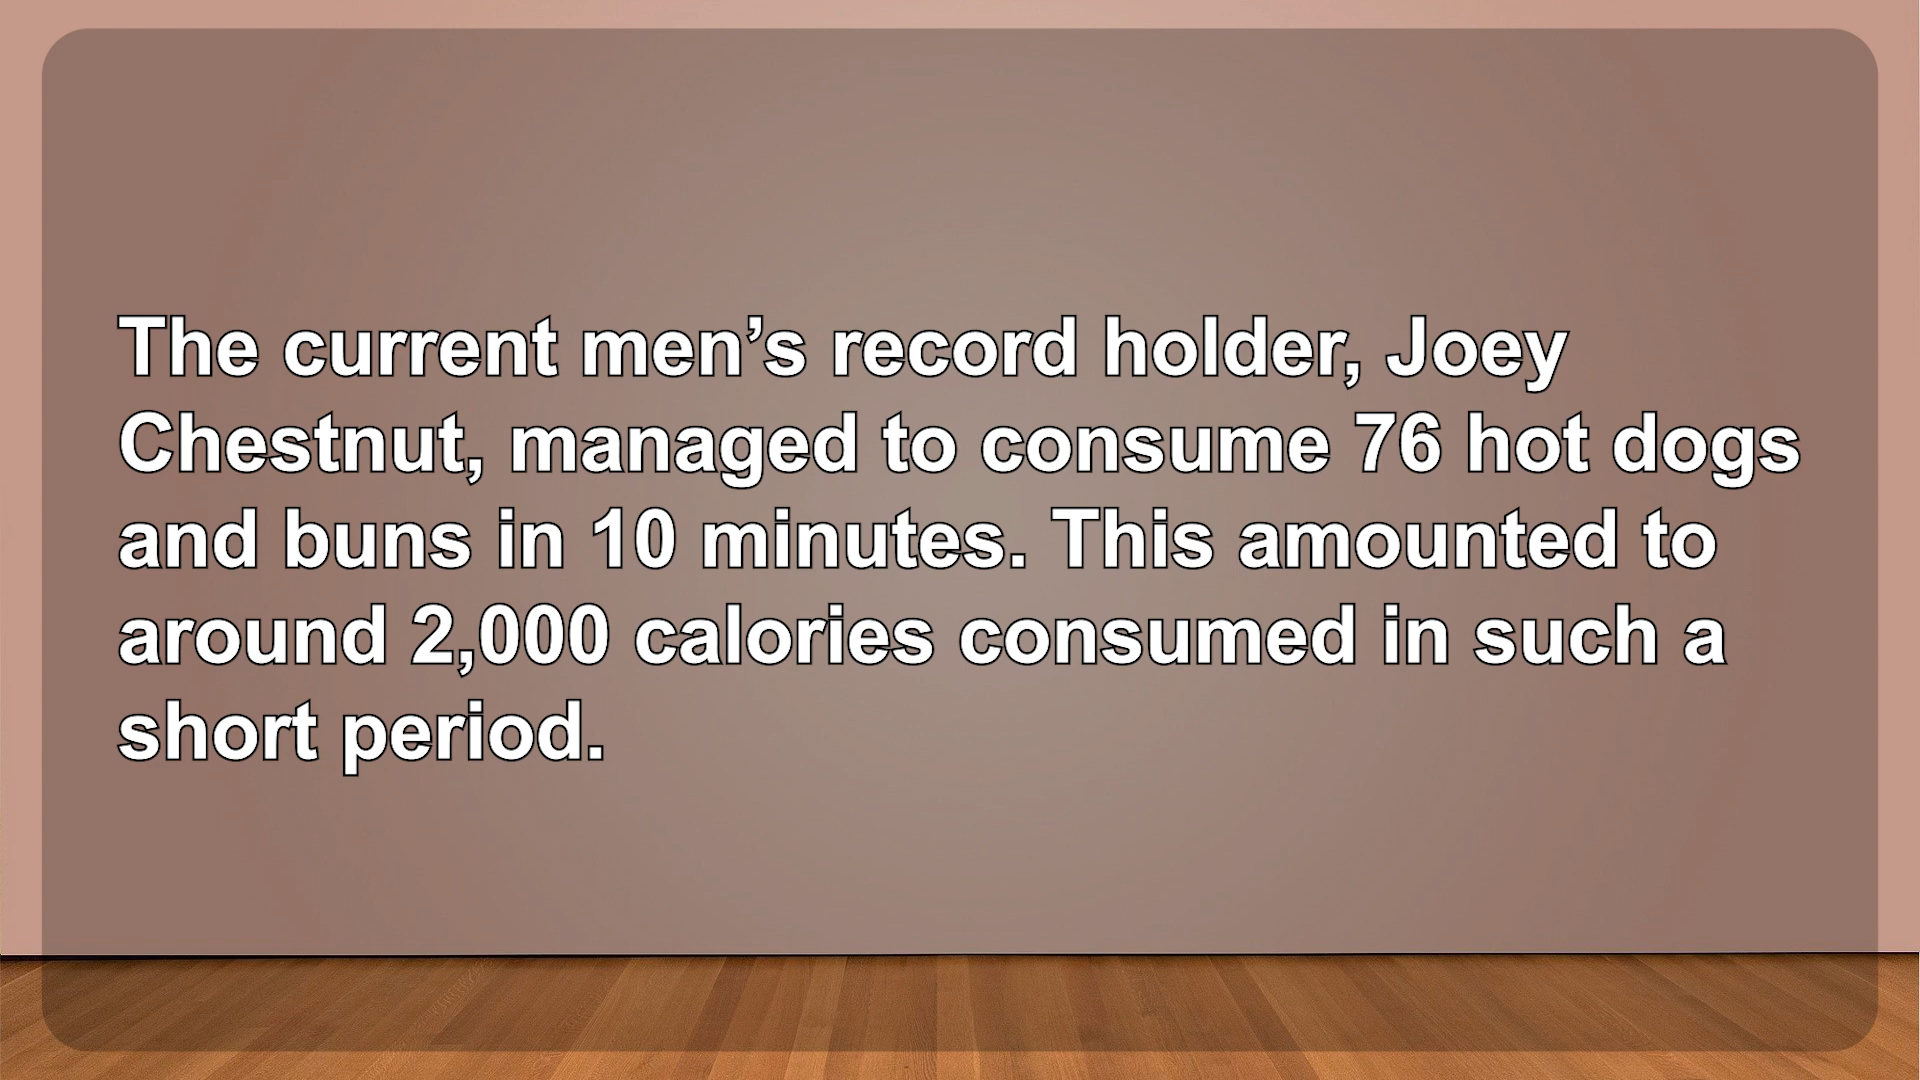 The current men’s record holder, Joey
Chestnut, managed to consume 76 hot dogs
and buns in 10 minutes. This amounted to
around 2,000 calories consumed in such a
short period.